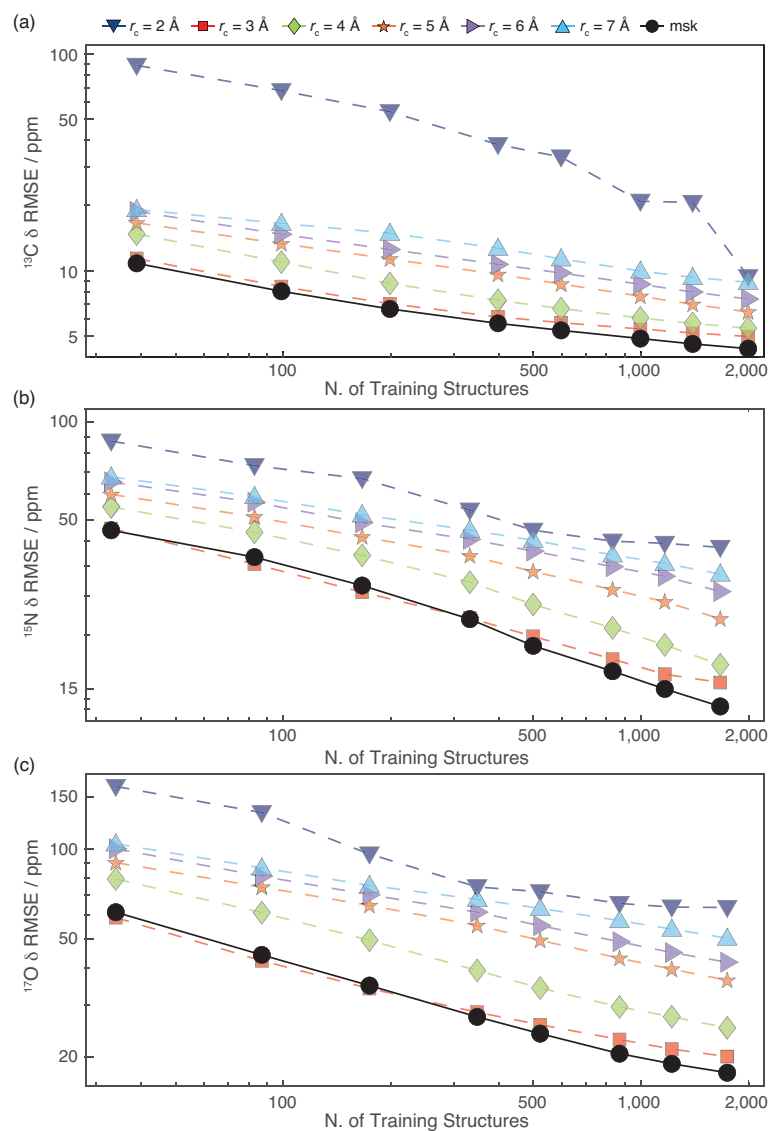 (a) r_c = 2 Å r_c = 3 Å r_c = 4 Å r_c = 5 Å r_c = 6 Å r_c = 7 Å msk
100
50
20
10
5
¹³C δ RMSE / ppm
100 500 1,000 2,000
N. of Training Structures
(b)
100
50
15
¹⁵N δ RMSE / ppm
100 500 1,000 2,000
N. of Training Structures
(c)
150
100
50
20
¹⁷O δ RMSE / ppm
100 500 1,000 2,000
N. of Training Structures